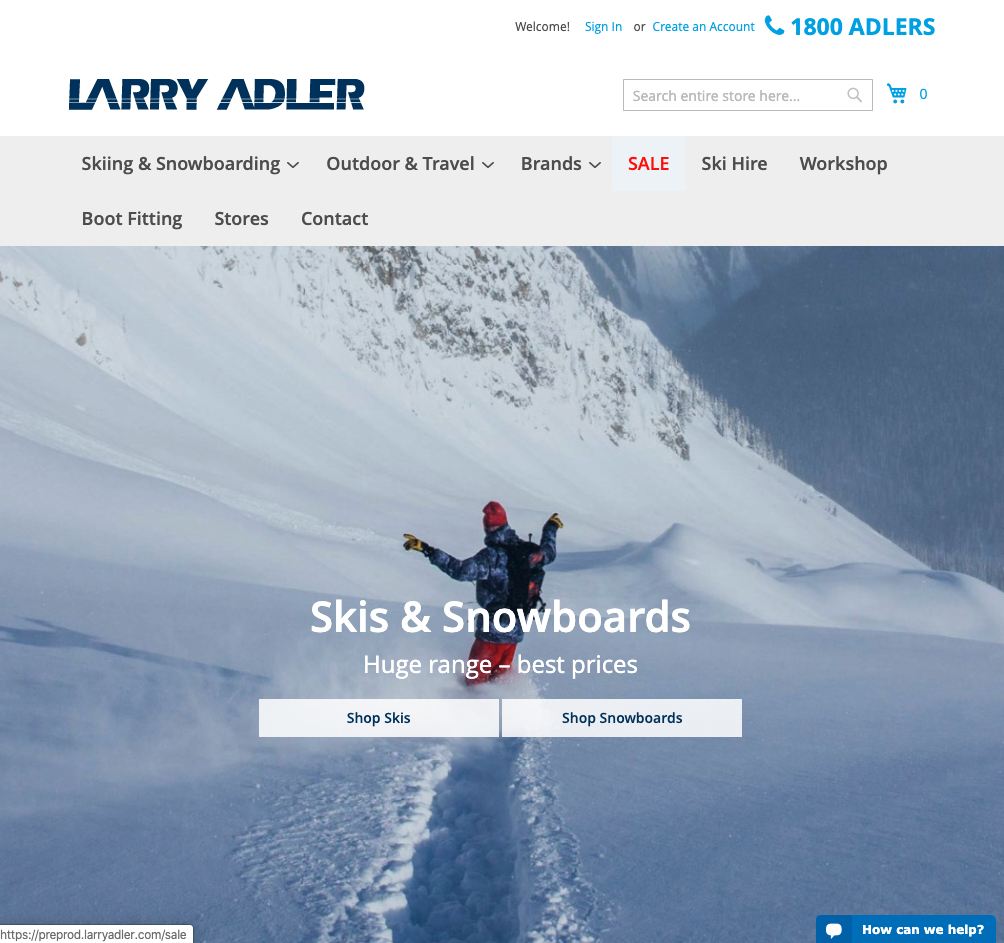 Welcome! Sign In or Create an Account 1800 ADLERS
LARRY ADLER
Search entire store here...
0
Skiing & Snowboarding
Outdoor & Travel
Brands
SALE
Ski Hire
Workshop
Boot Fitting
Stores
Contact
Skis & Snowboards
Huge range – best prices
Shop Skis
Shop Snowboards
https://preprod.larryadler.com/sale
How can we help?